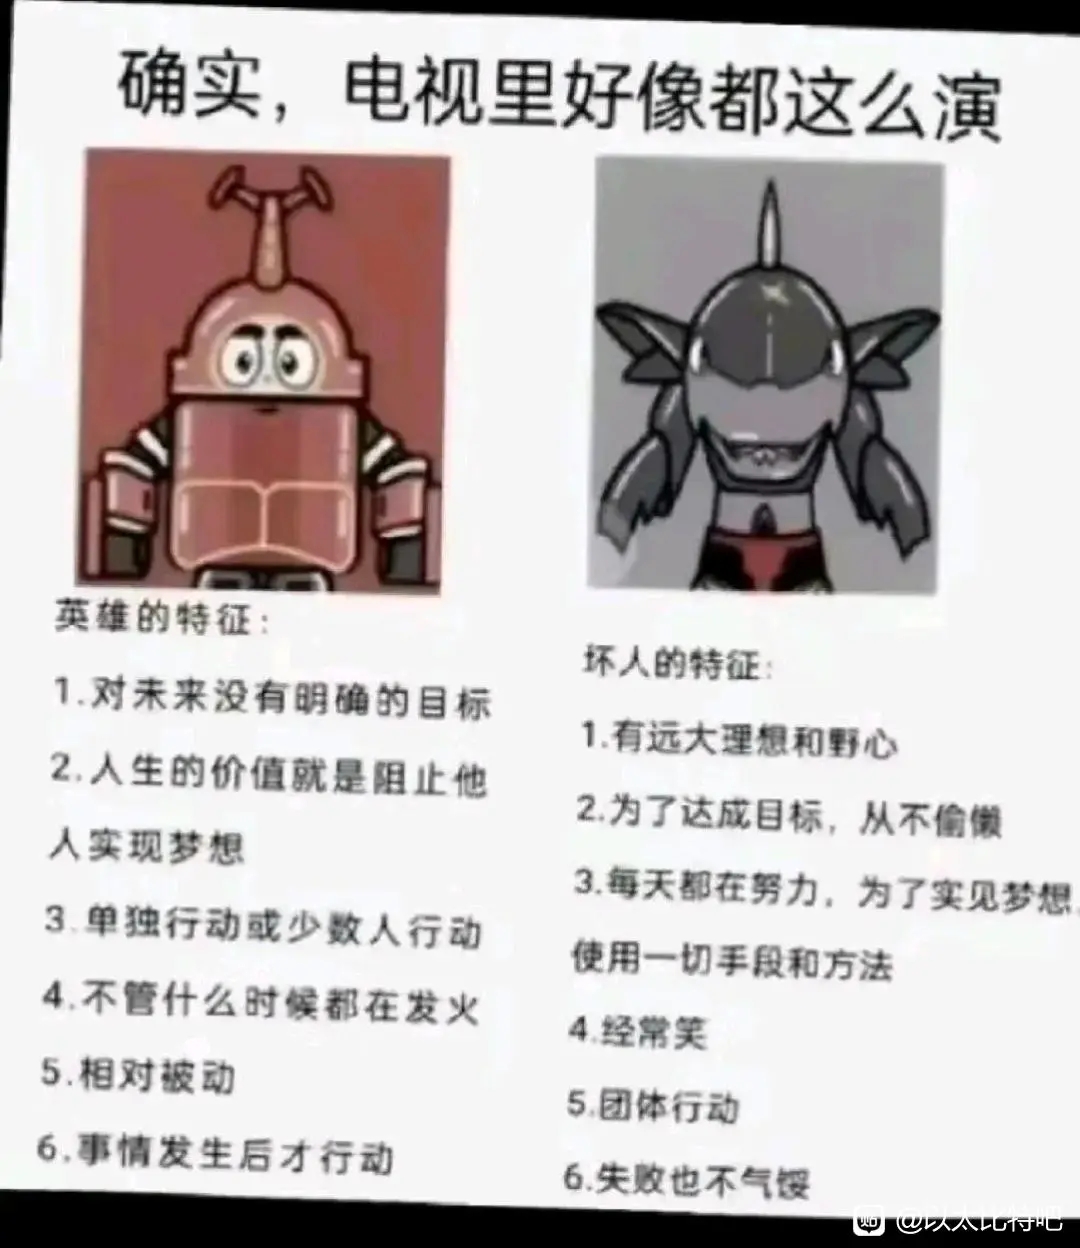 确实，电视里好像都这么演
英雄的特征：
1.对未来没有明确的目标
2.人生的价值就是阻止他
人实现梦想
3.单独行动或少数人行动
4.不管什么时候都在发火
5.相对被动
6.事情发生后才行动
坏人的特征：
1.有远大理想和野心
2.为了达成目标，从不偷懒
3.每天都在努力，为了实见梦想，
使用一切手段和方法
4.经常笑
5.团体行动
6.失败也不气馁
贴 @以太比特吧